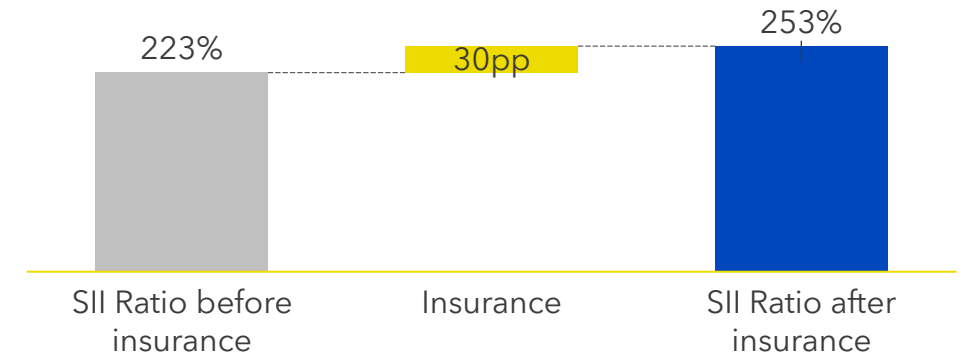 223%
30pp
253%
SII Ratio before
insurance
Insurance
SII Ratio after
insurance